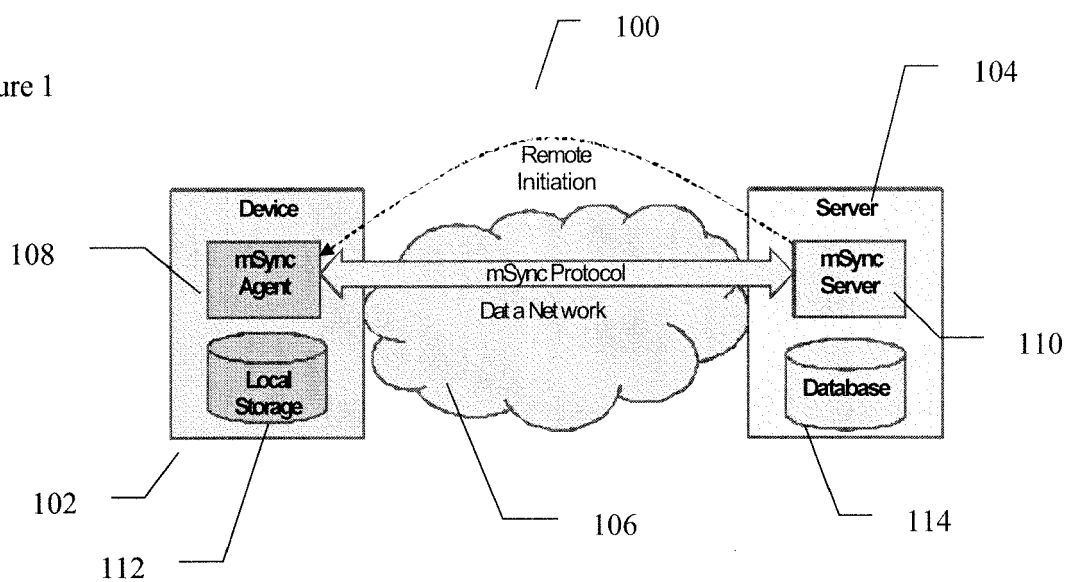 100
ure 1
104
Remote
Initiation
Device
Server
108
mSync
Agent
mSync Protocol
mSync
Server
Data Network
110
Local
Storage
Database
102
106
114
112